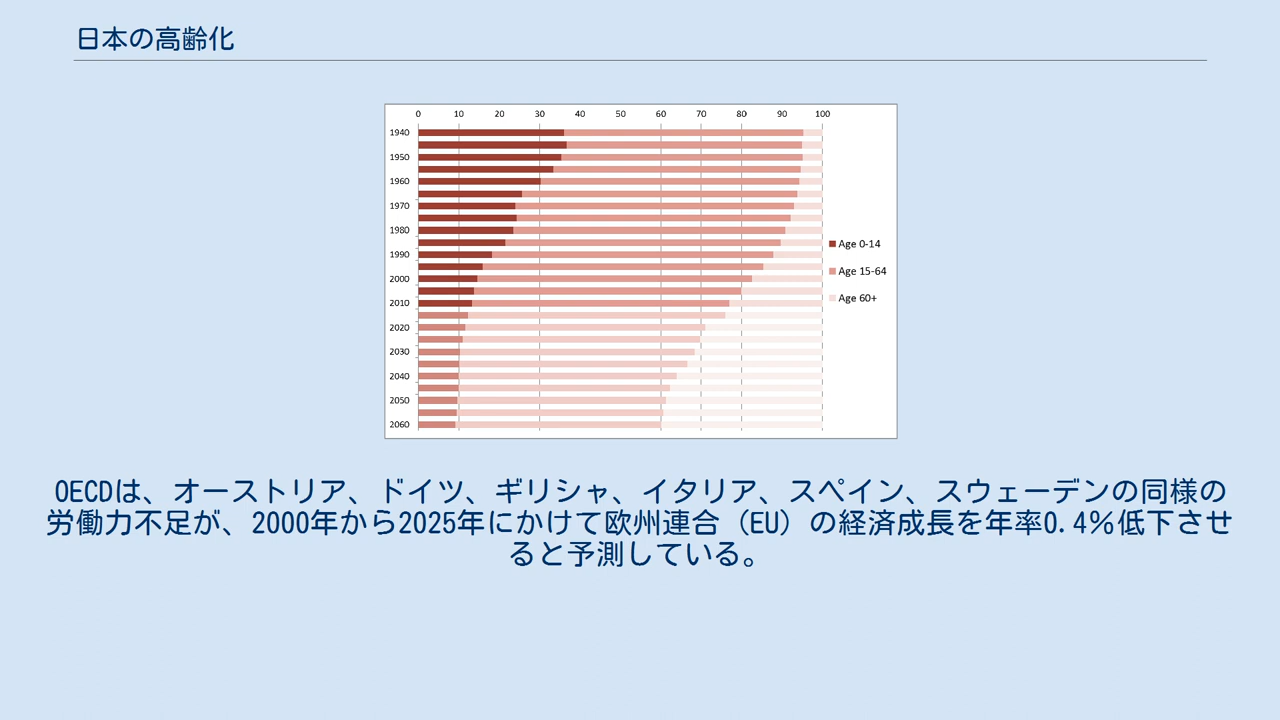 日本の高齢化
0 10 20 30 40 50 60 70 80 90 100
1940
1950
1960
1970
1980
1990
2000
2010
2020
2030
2040
2050
2060
Age 0-14
Age 15-64
Age 60+
OECDは、オーストリア、ドイツ、ギリシャ、イタリア、スペイン、スウェーデンの同様の
労働力不足が、2000年から2025年にかけて欧州連合（EU）の経済成長を年率0.4%低下させ
ると予測している。